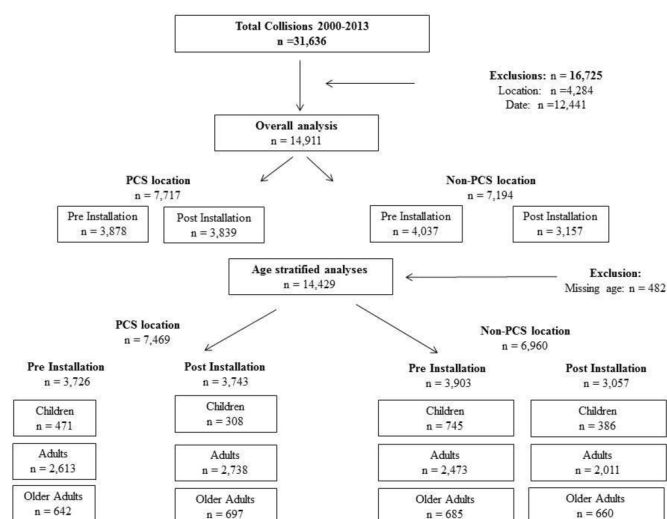 Total Collisions 2000-2013
n =31,636
Exclusions: n = 16,725
Location: n =4,284
Date: n =12,441
Overall analysis
n = 14,911
PCS location
n = 7,717
Non-PCS location
n = 7,194
Pre Installation
n = 3,878
Post Installation
n = 3,839
Pre Installation
n = 4,037
Post Installation
n = 3,157
Age stratified analyses
n = 14,429
Exclusion:
Missing age: n = 482
PCS location
n = 7,469
Non-PCS location
n = 6,960
Pre Installation
n = 3,726
Post Installation
n = 3,743
Pre Installation
n = 3,903
Post Installation
n = 3,057
Children
n = 471
Children
n = 308
Children
n = 745
Children
n = 386
Adults
n = 2,613
Adults
n = 2,738
Adults
n = 2,473
Adults
n = 2,011
Older Adults
n = 642
Older Adults
n = 697
Older Adults
n = 685
Older Adults
n = 660